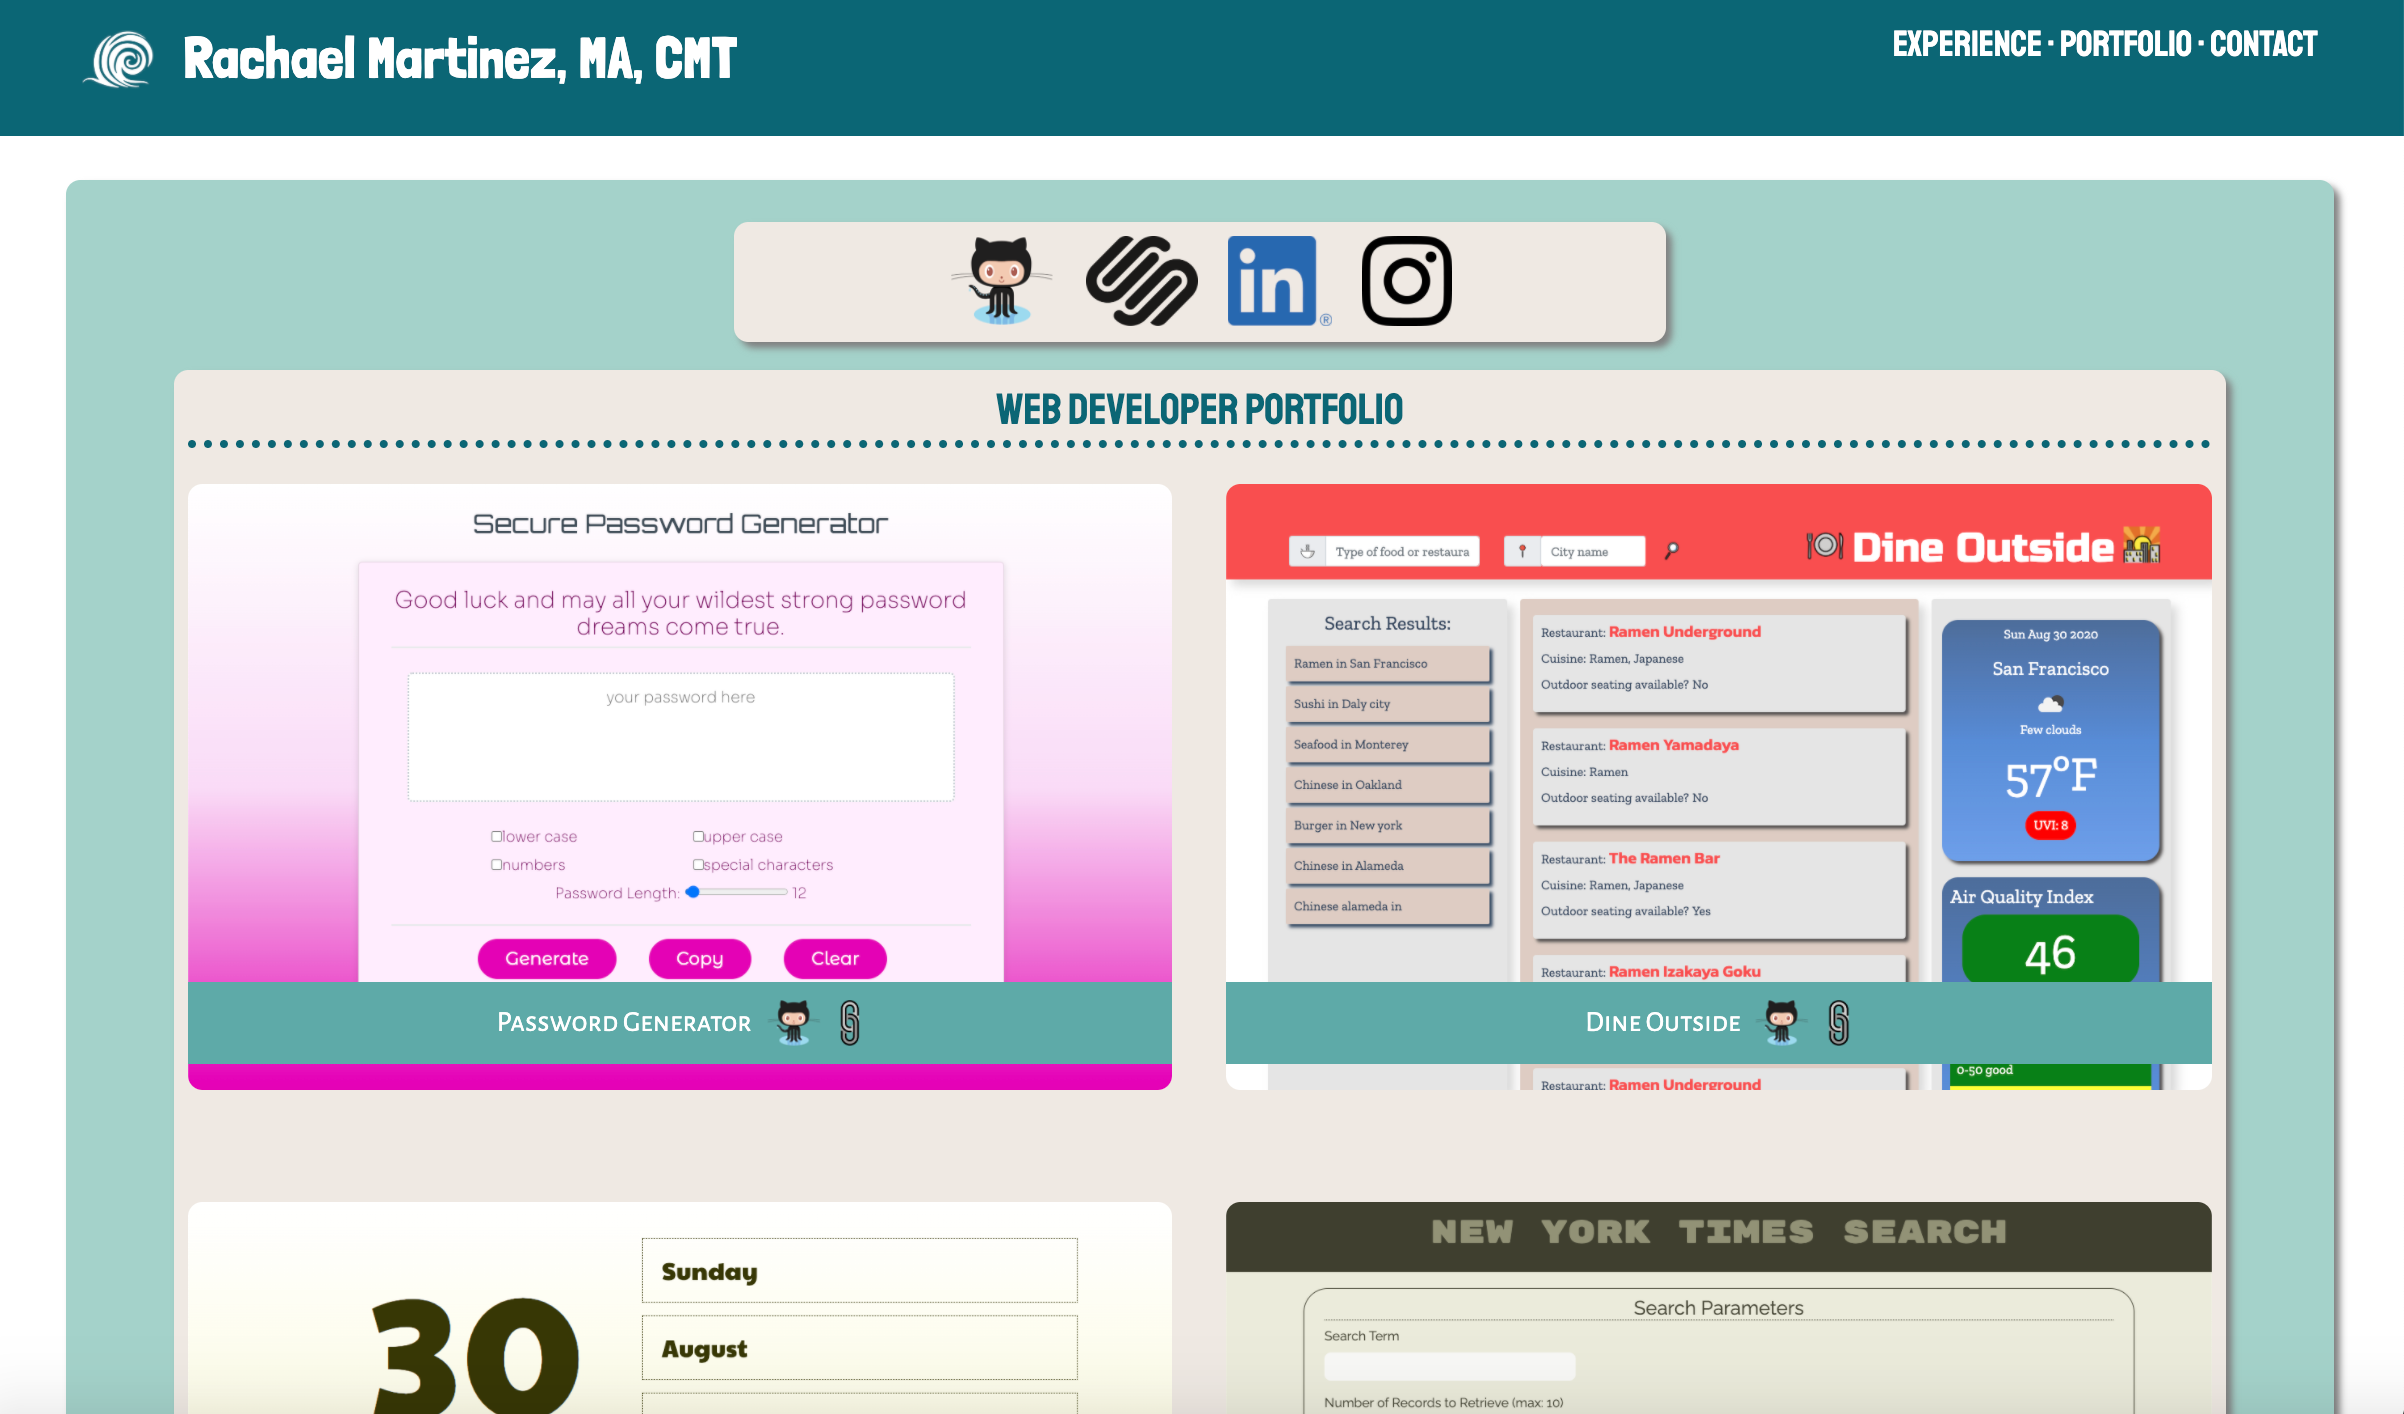 Rachael Martinez, MA, CMT
EXPERIENCE · PORTFOLIO · CONTACT
in
®
WEB DEVELOPER PORTFOLIO
Secure Password Generator
Good luck and may all your wildest strong password
dreams come true.
your password here
lower case
upper case
numbers
special characters
Password Length: 12
Generate
Copy
Clear
PASSWORD GENERATOR
Type of food or restaura
City name
Dine Outside
Search Results:
Ramen in San Francisco
Sushi in Daly city
Seafood in Monterey
Chinese in Oakland
Burger in New york
Chinese in Alameda
Chinese alameda in
Restaurant: Ramen Underground
Cuisine: Ramen, Japanese
Outdoor seating available? No
Restaurant: Ramen Yamadaya
Cuisine: Ramen
Outdoor seating available? No
Restaurant: The Ramen Bar
Cuisine: Ramen, Japanese
Outdoor seating available? Yes
Restaurant: Ramen Izakaya Goku
Restaurant: Ramen Underground
Sun Aug 30 2020
San Francisco
Few clouds
57°F
UVI: 8
Air Quality Index
46
0-50 good
DINE OUTSIDE
30
Sunday
August
NEW YORK TIMES SEARCH
Search Parameters
Search Term
Number of Records to Retrieve (max: 10)